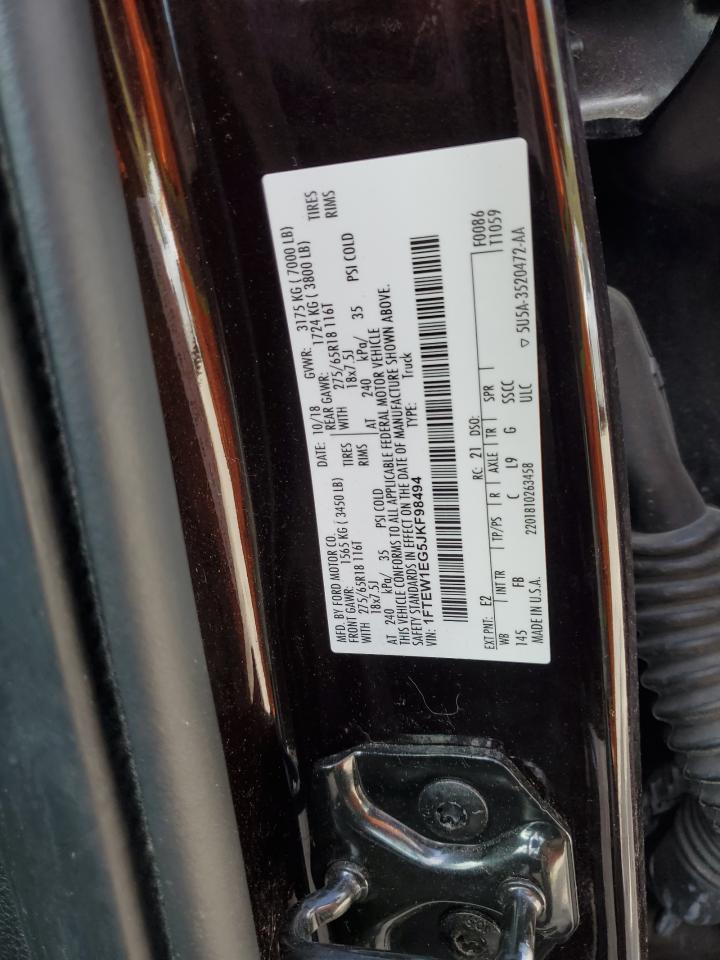 MFD. BY FORD MOTOR CO. DATE: 10/18 GVWR: 3175 KG ( 7000 LB)
FRONT GAWR: 1565 KG ( 3450 LB) REAR GAWR: 1724 KG ( 3800 LB)
WITH 275/65R18 116T TIRES WITH 275/65R18 116T TIRES
18x7.5J RIMS 18x7.5J RIMS
AT 240 kPa/ 35 PSI COLD AT 240 kPa/ 35 PSI COLD
THIS VEHICLE CONFORMS TO ALL APPLICABLE FEDERAL MOTOR VEHICLE
SAFETY STANDARDS IN EFFECT ON THE DATE OF MANUFACTURE SHOWN ABOVE.
VIN: 1FTEW1EG5JKF98494 TYPE: Truck
EXT PNT: E2 RC: 21 DSO: F0086
WB INT TR TP/PS R AXLE TR SPR T1059
145 FB C L9 G SSCC
MADE IN U.S.A. 2201810263458 ULC ▽ 5U5A-3520472-AA